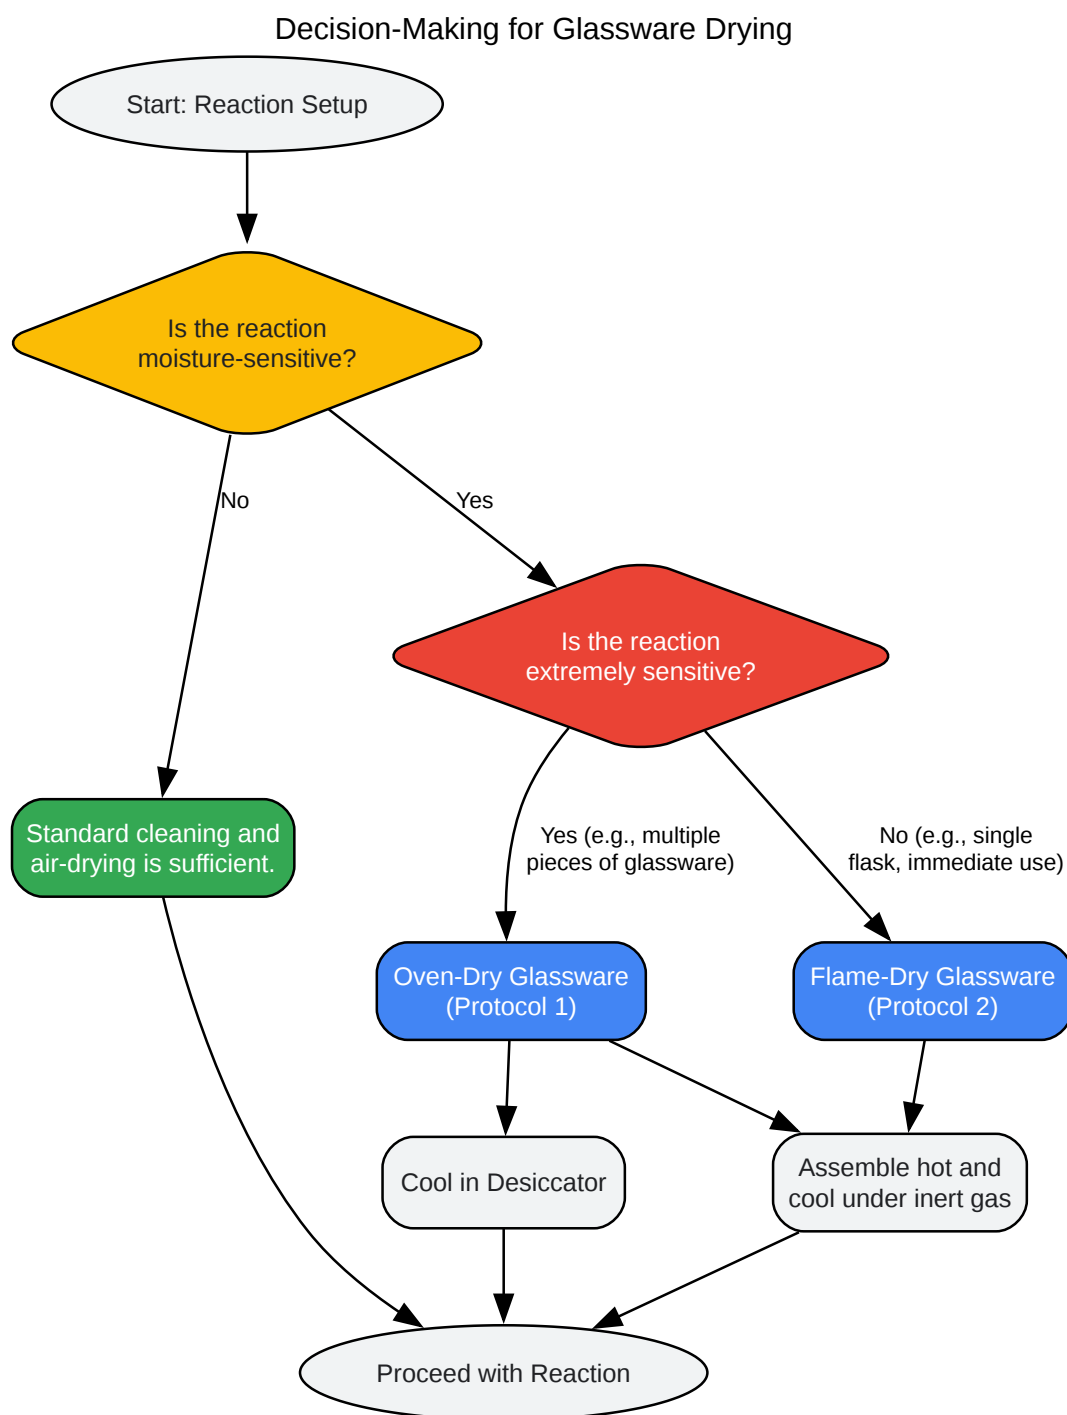 Decision-Making for Glassware Drying
Start: Reaction Setup
Is the reaction
moisture-sensitive?
No
Yes
Is the reaction
extremely sensitive?
Standard cleaning and
air-drying is sufficient.
Yes (e.g., multiple
pieces of glassware)
No (e.g., single
flask, immediate use)
Oven-Dry Glassware
(Protocol 1)
Flame-Dry Glassware
(Protocol 2)
Cool in Desiccator
Assemble hot and
cool under inert gas
Proceed with Reaction